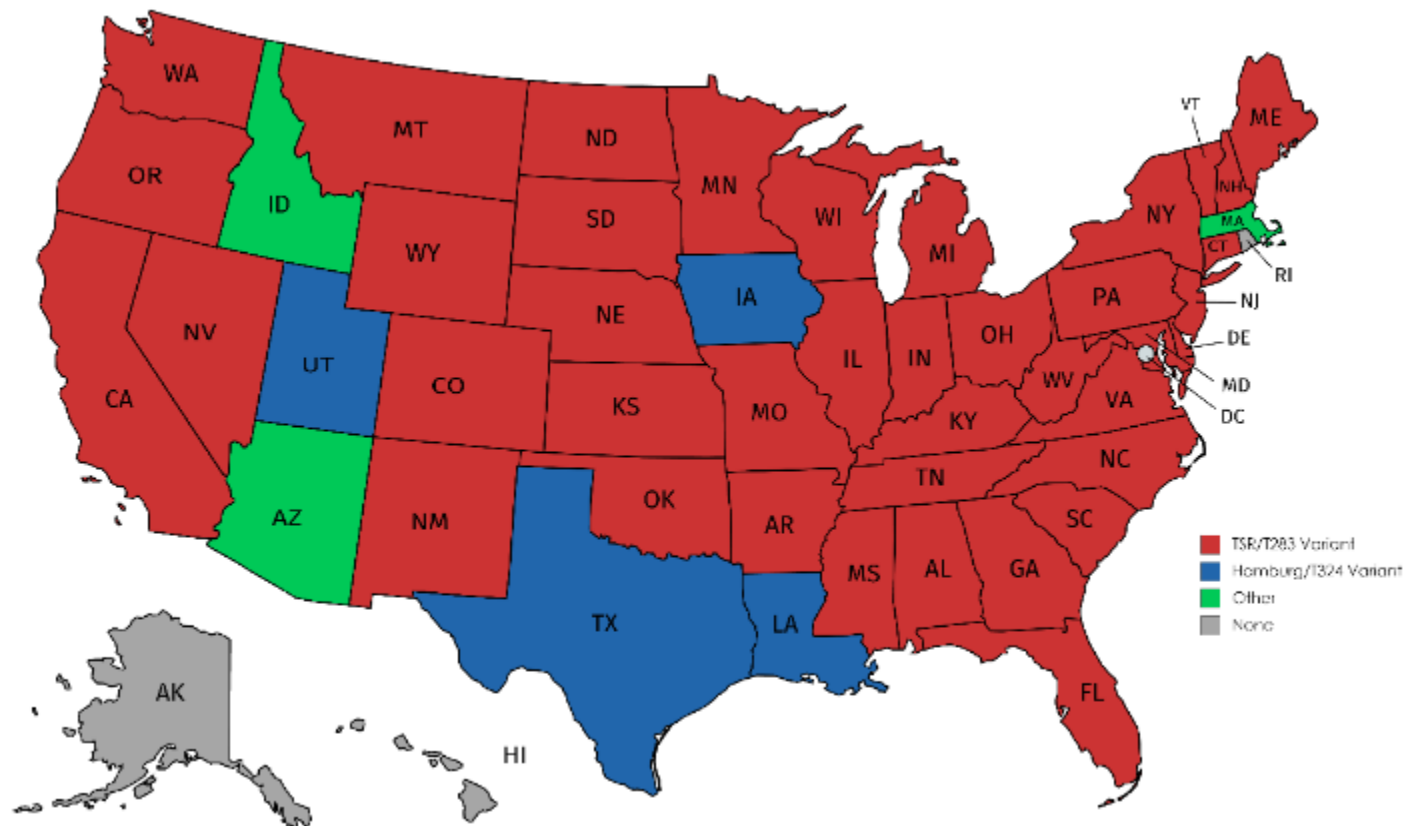 WA
MT
ND
MN
VT
ME
OR
ID
SD
WI
NY
NH
MA
WY
MI
CT
RI
NV
UT
NE
IA
PA
NJ
CA
CO
KS
IL
IN
OH
DE
MO
WV
VA
MD
KY
DC
AZ
NM
OK
AR
TN
NC
SC
MS
AL
GA
TX
LA
FL
AK
HI
TSR/T283 Variant
Hamburg/T324 Variant
Other
None